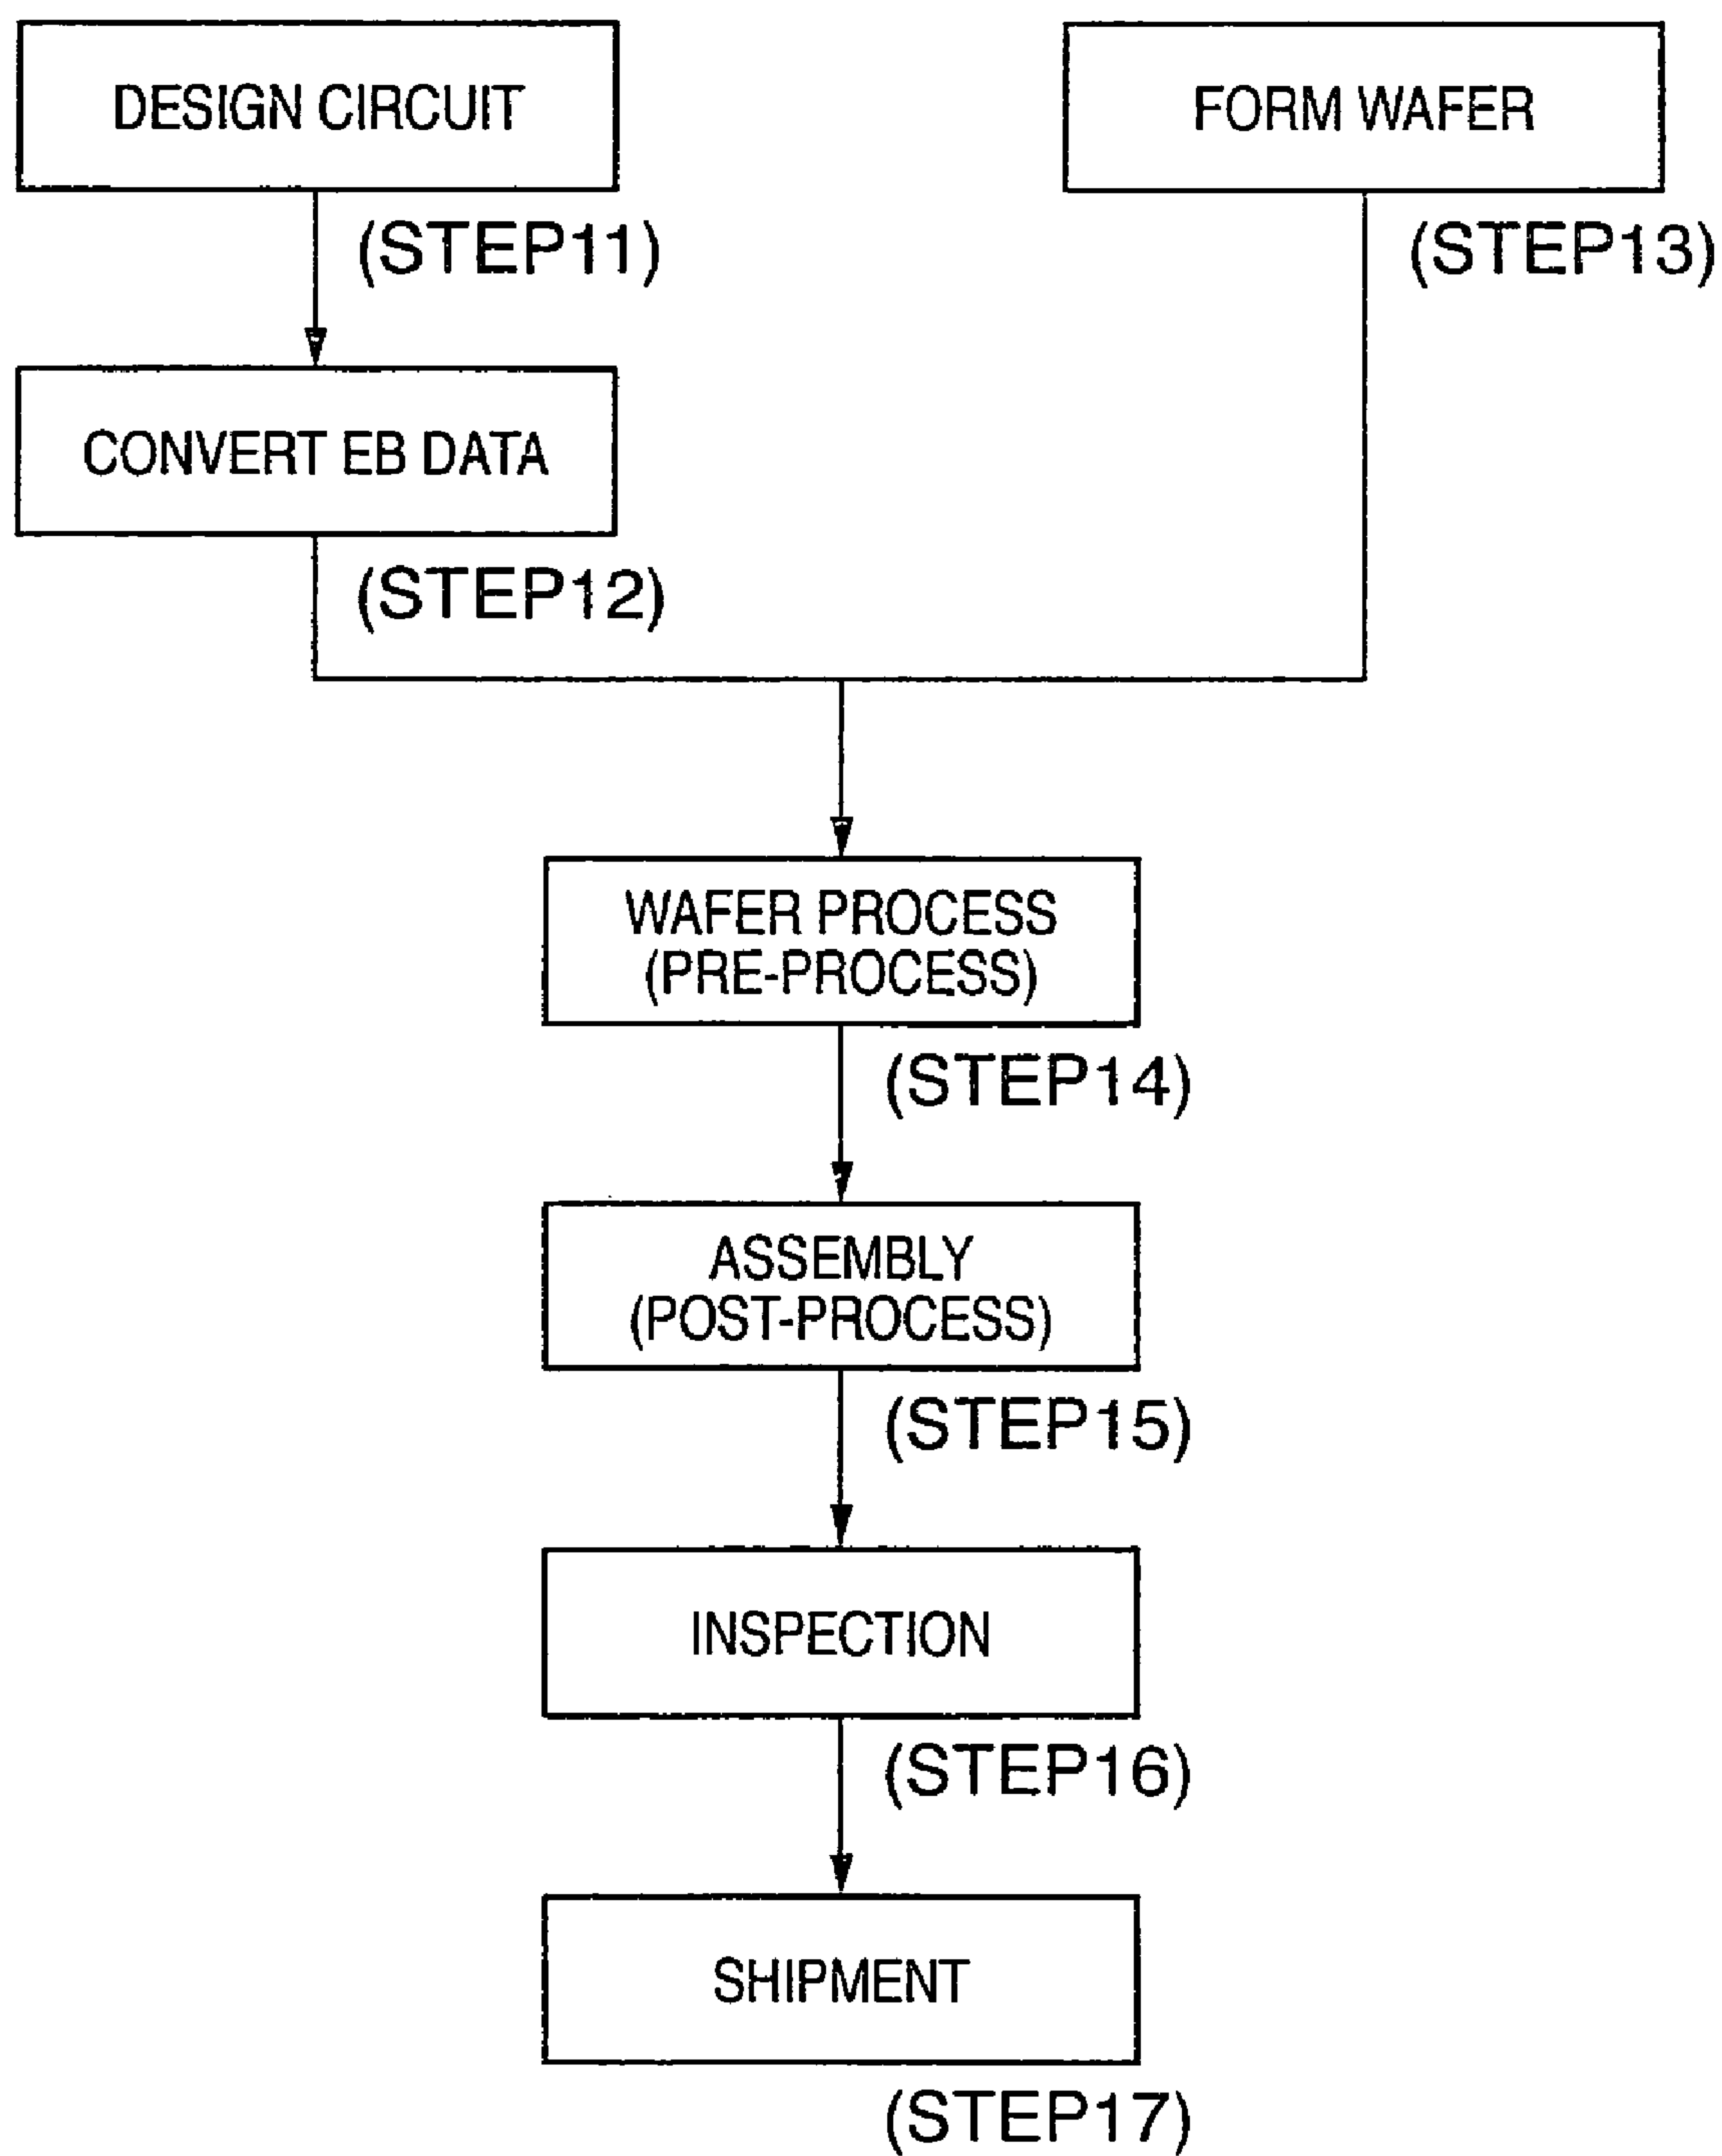 DESIGN CIRCUIT
(STEP11)
CONVERT EB DATA
(STEP12)
FORM WAFER
(STEP13)
WAFER PROCESS
(PRE-PROCESS)
(STEP14)
ASSEMBLY
(POST-PROCESS)
(STEP15)
INSPECTION
(STEP16)
SHIPMENT
(STEP17)